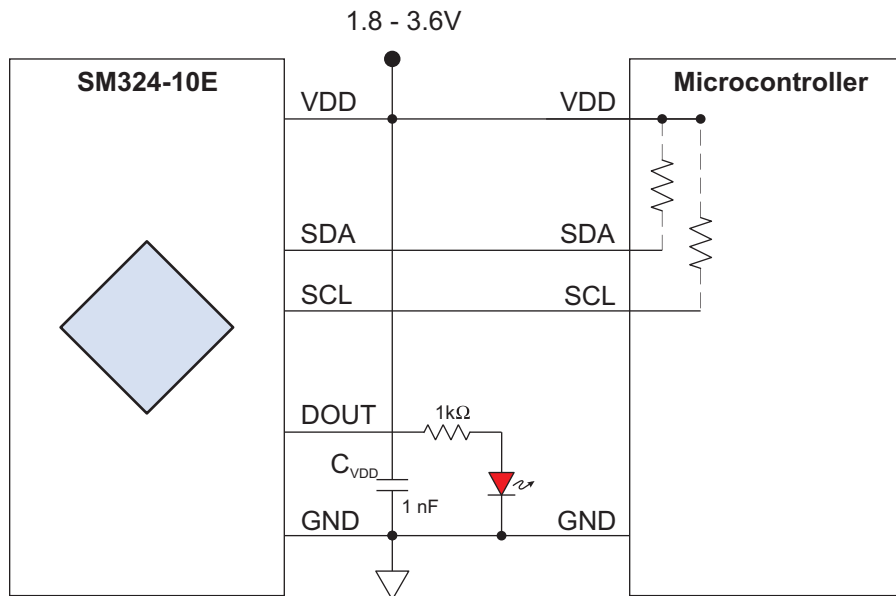 1.8 - 3.6V
SM324-10E
Microcontroller
VDD
VDD
SDA
SDA
SCL
SCL
DOUT
1kΩ
CVDD
1 nF
GND
GND